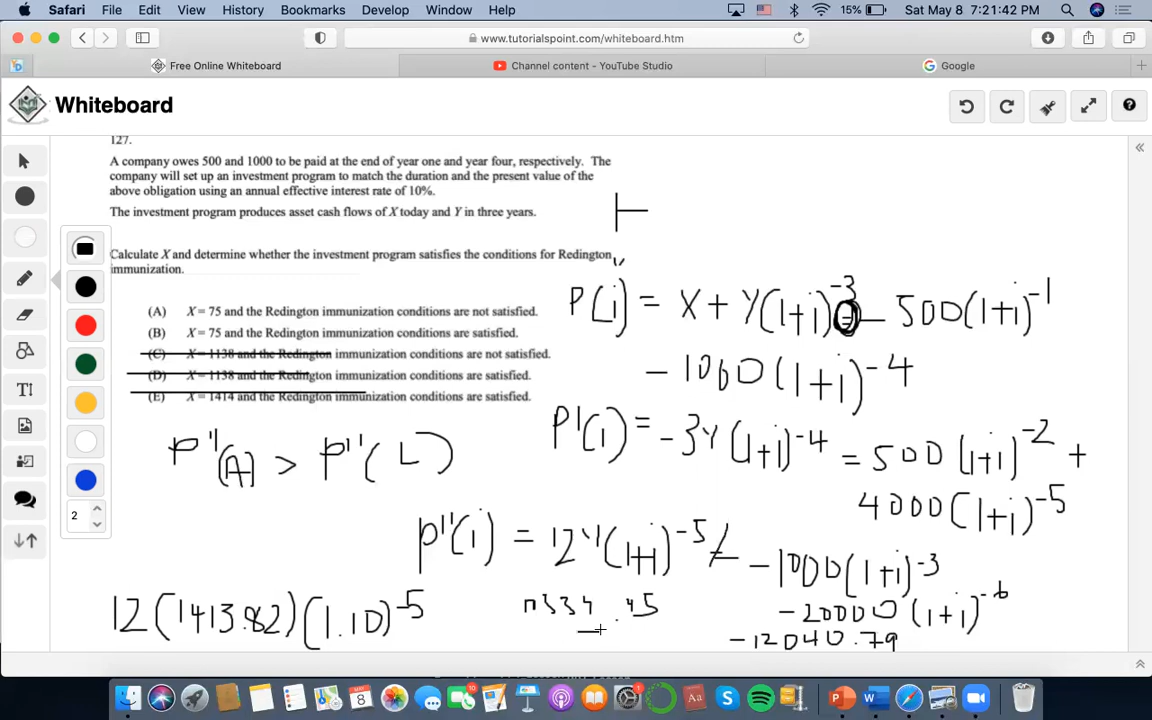 Safari File Edit View History Bookmarks Develop Window Help 15% Sat May 8 7:21:42 PM
www.tutorialspoint.com/whiteboard.htm
Free Online Whiteboard Channel content - YouTube Studio Google
Whiteboard
127.
A company owes 500 and 1000 to be paid at the end of year one and year four, respectively. The
company will set up an investment program to match the duration and the present value of the
above obligation using an annual effective interest rate of 10%.
The investment program produces asset cash flows of X today and Y in three years.
Calculate X and determine whether the investment program satisfies the conditions for Redington
immunization.
(A) X = 75 and the Redington immunization conditions are not satisfied.
(B) X = 75 and the Redington immunization conditions are satisfied.
(C) X = 1138 and the Redington immunization conditions are not satisfied.
(D) X = 1138 and the Redington immunization conditions are satisfied.
(E) X = 1414 and the Redington immunization conditions are satisfied.
P(i) = X + Y(1+i)^-3 - 500(1+i)^-1
- 1000(1+i)^-4
P'(i) = -3Y(1+i)^-4 = 500(1+i)^-2 +
4000(1+i)^-5
P''(A) > P''(L)
P''(i) = 12Y(1+i)^-5
-1000(1+i)^-3
-20000(1+i)^-6
-12040.79
12(1413.82)(1.10)^-5
2